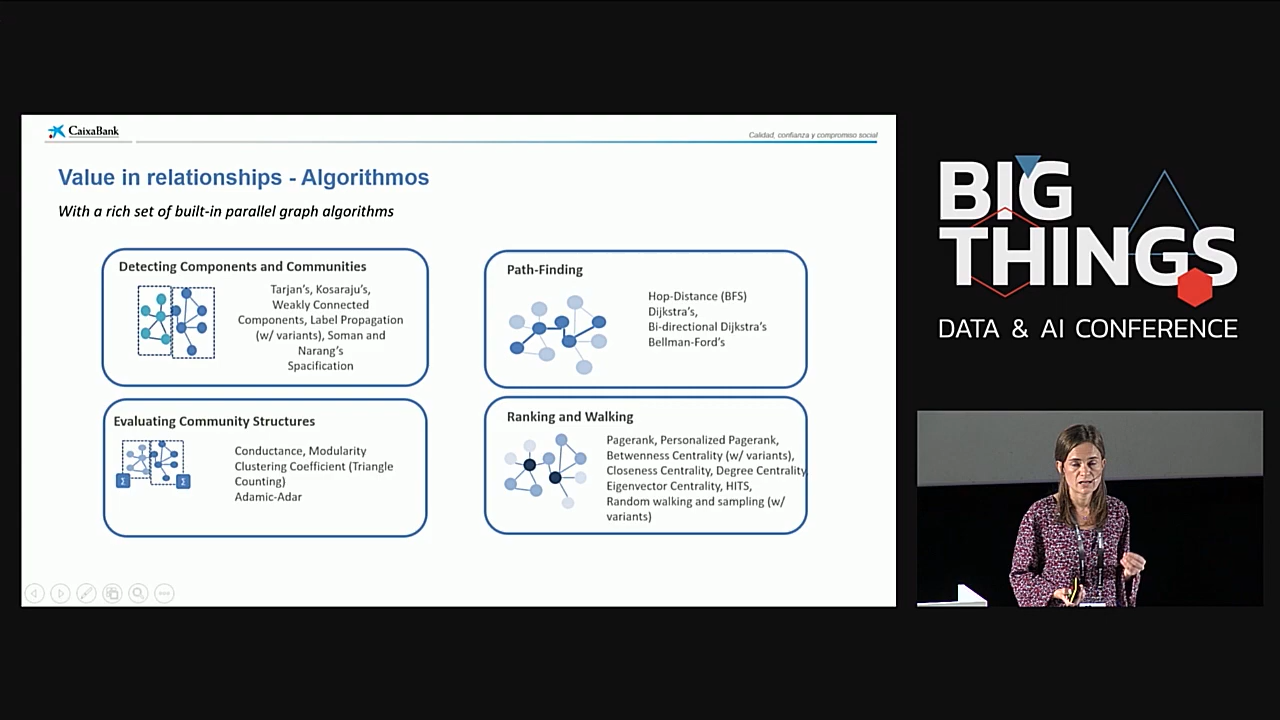 CaixaBank
Calidad, confianza y compromiso social
Value in relationships - Algorithmos
With a rich set of built-in parallel graph algorithms
Detecting Components and Communities
Tarjan's, Kosaraju's,
Weakly Connected
Components, Label Propagation
(w/ variants), Soman and
Narang's
Spacification
Path-Finding
Hop-Distance (BFS)
Dijkstra's,
Bi-directional Dijkstra's
Bellman-Ford's
Evaluating Community Structures
Σ
Σ
Conductance, Modularity
Clustering Coefficient (Triangle
Counting)
Adamic-Adar
Ranking and Walking
Pagerank, Personalized Pagerank,
Betwenness Centrality (w/ variants),
Closeness Centrality, Degree Centrality,
Eigenvector Centrality, HITS,
Random walking and sampling (w/
variants)
BIG
THINGS
DATA & AI CONFERENCE